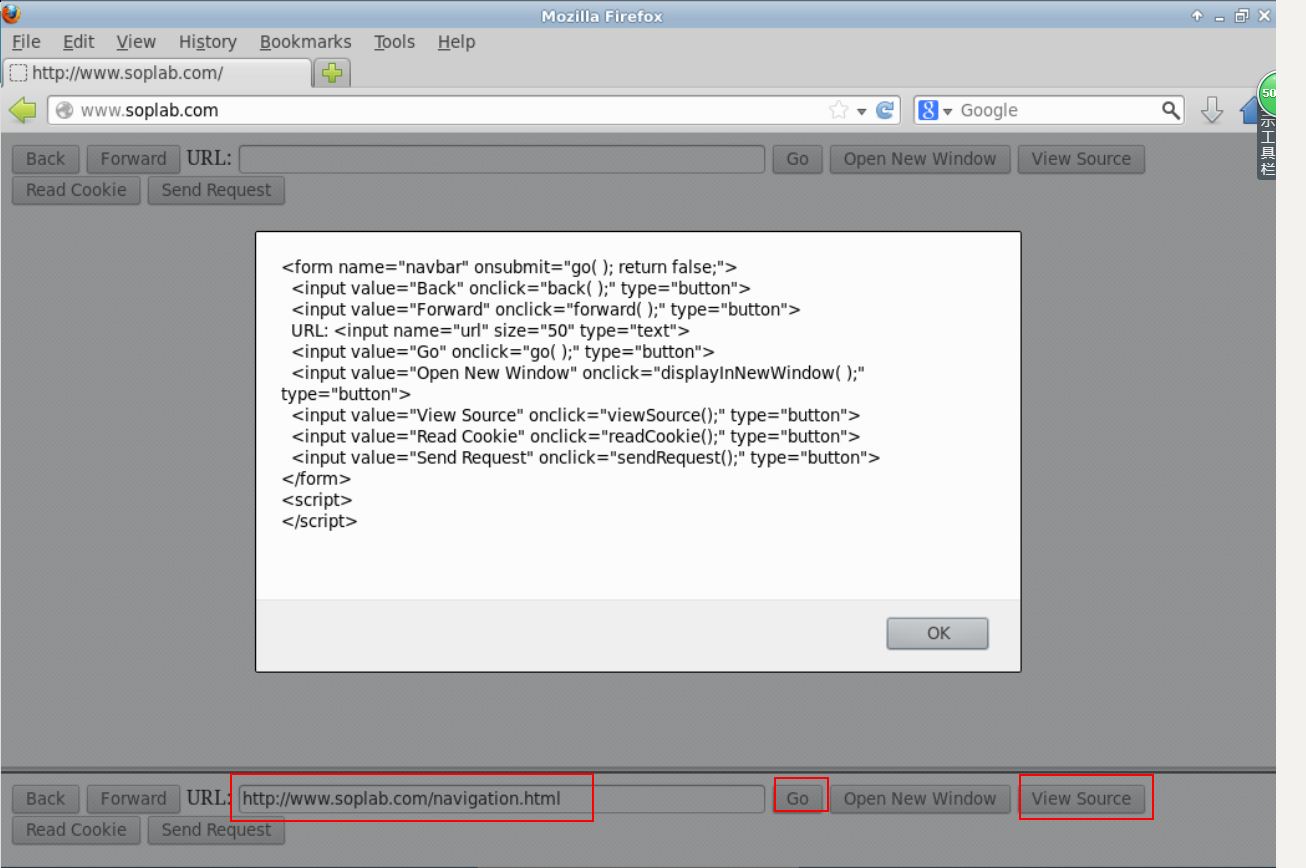 Mozilla Firefox
File Edit View History Bookmarks Tools Help
http://www.soplab.com/
www.soplab.com
8 Google
50
示
工
具
栏
Back Forward URL: Go Open New Window View Source
Read Cookie Send Request
<form name="navbar" onsubmit="go( ); return false;">
<input value="Back" onclick="back( );" type="button">
<input value="Forward" onclick="forward( );" type="button">
URL: <input name="url" size="50" type="text">
<input value="Go" onclick="go( );" type="button">
<input value="Open New Window" onclick="displayInNewWindow( );"
type="button">
<input value="View Source" onclick="viewSource();" type="button">
<input value="Read Cookie" onclick="readCookie();" type="button">
<input value="Send Request" onclick="sendRequest();" type="button">
</form>
<script>
</script>
OK
Back Forward URL: http://www.soplab.com/navigation.html Go Open New Window View Source
Read Cookie Send Request